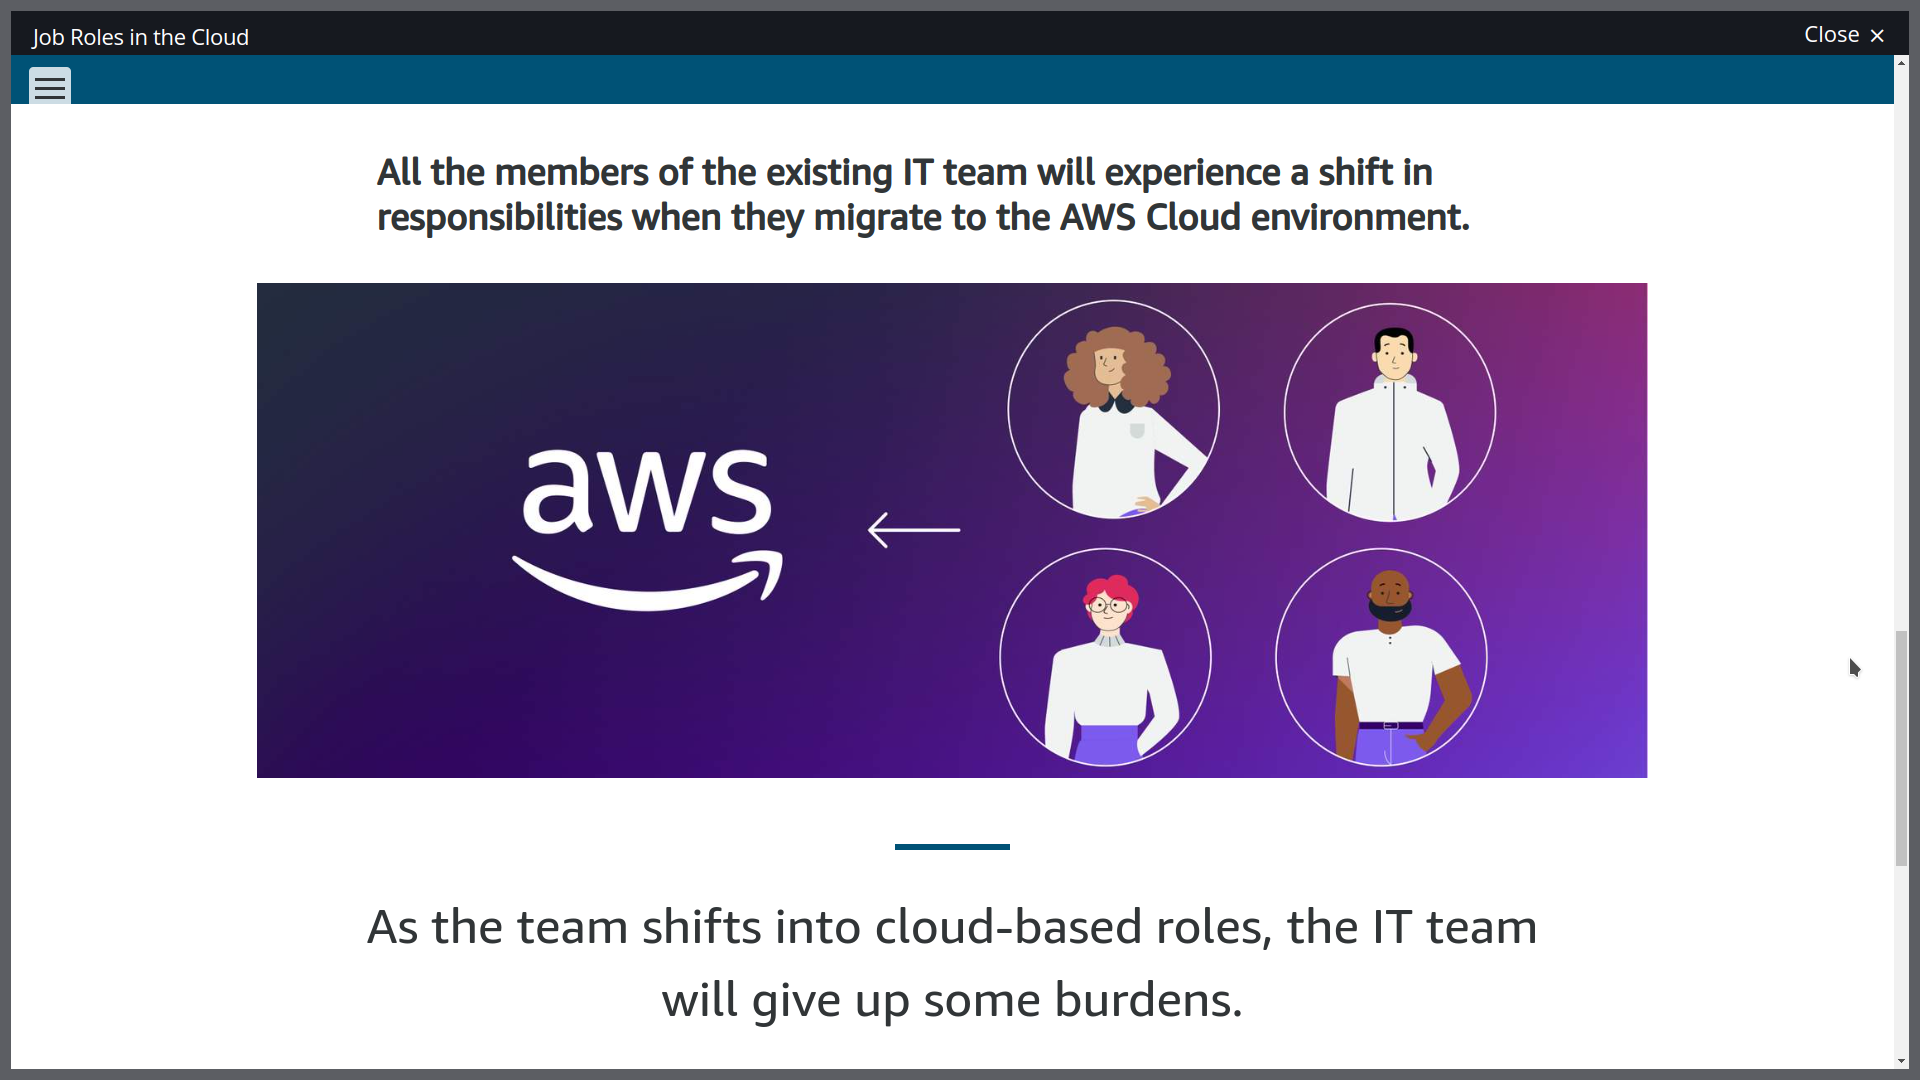 Job Roles in the Cloud
Close ×
All the members of the existing IT team will experience a shift in
responsibilities when they migrate to the AWS Cloud environment.
aws
As the team shifts into cloud-based roles, the IT team
will give up some burdens.